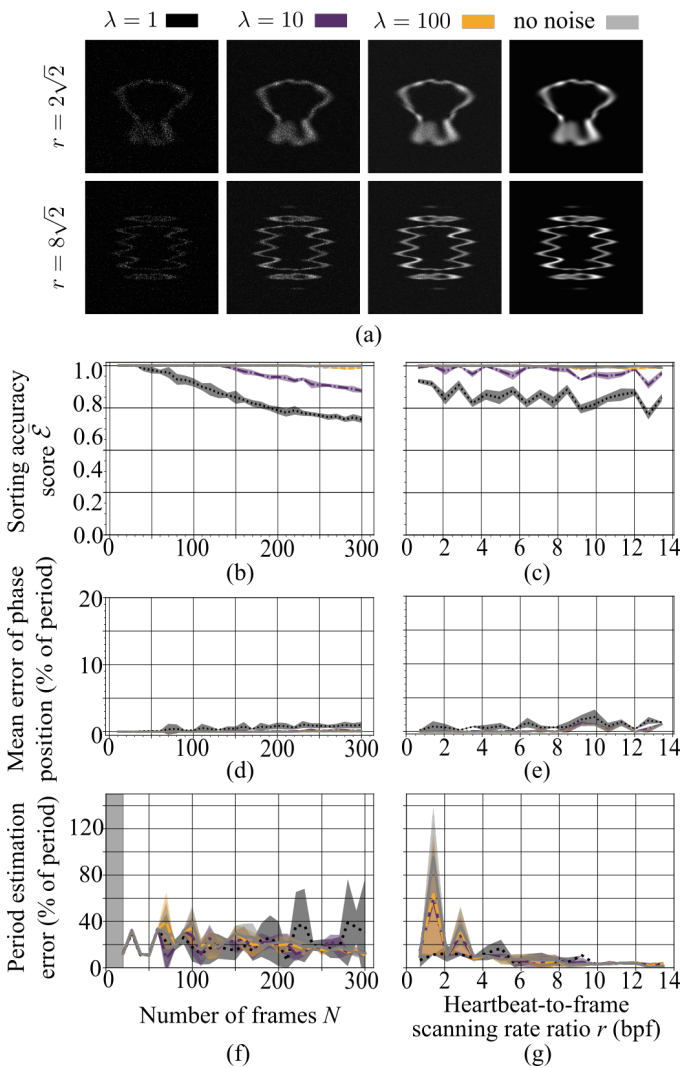 λ = 1 λ = 10 λ = 100 no noise
r = 2√2
r = 8√2
(a)
Sorting accuracy
score Ē
1.0
0.8
0.6
0.4
0.2
0.0
0 100 200 300
(b)
0 2 4 6 8 10 12 14
(c)
Mean error of phase
position (% of period)
20
10
0
0 100 200 300
(d)
0 2 4 6 8 10 12 14
(e)
Period estimation
error (% of period)
120
80
40
0
0 100 200 300
Number of frames N
(f)
0 2 4 6 8 10 12 14
Heartbeat-to-frame
scanning rate ratio r (bpf)
(g)